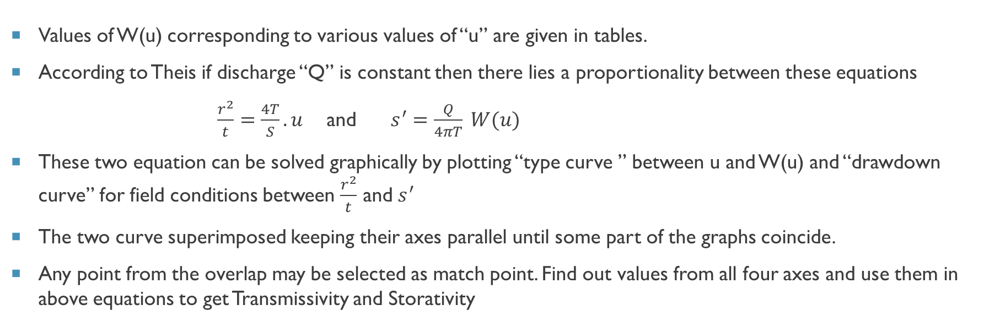 ▪ Values of W(u) corresponding to various values of “u” are given in tables.
▪ According to Theis if discharge “Q” is constant then there lies a proportionality between these equations
r²/t = 4T/S . u and s′ = Q/4πT W(u)
▪ These two equation can be solved graphically by plotting “type curve ” between u and W(u) and “drawdown
curve” for field conditions between r²/t and s′
▪ The two curve superimposed keeping their axes parallel until some part of the graphs coincide.
▪ Any point from the overlap may be selected as match point. Find out values from all four axes and use them in
above equations to get Transmissivity and Storativity